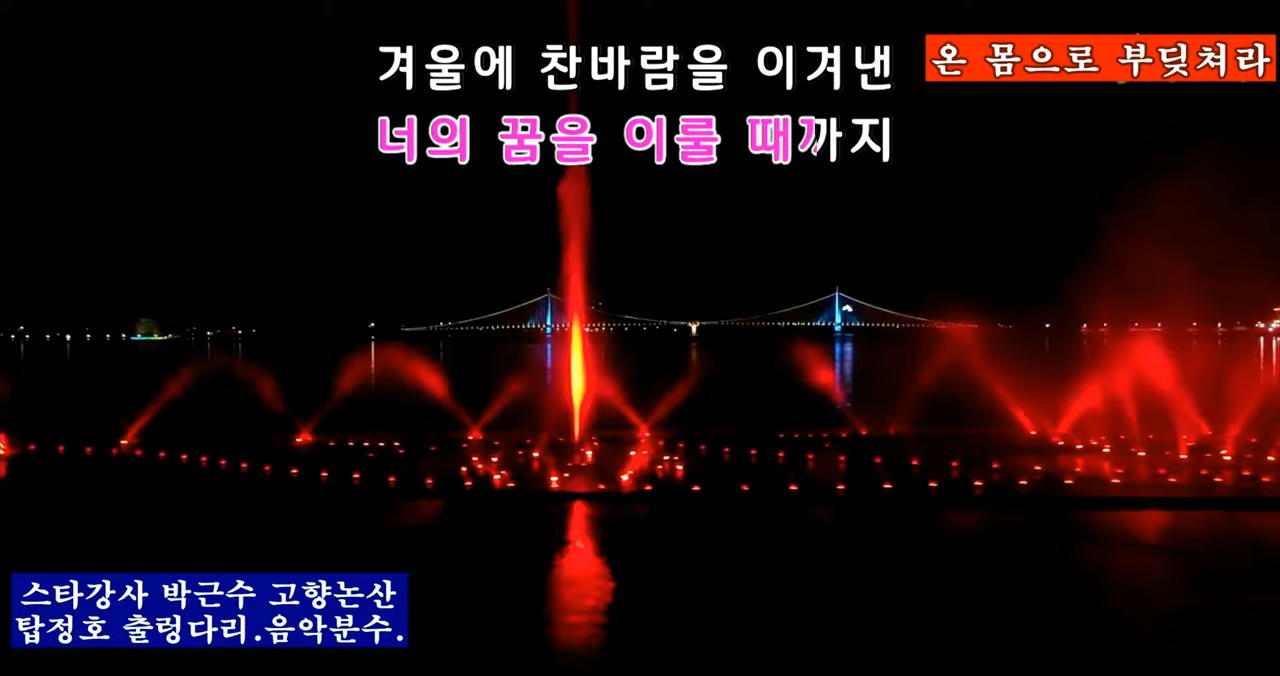 겨울에 찬바람을 이겨낸
너의 꿈을 이룰 때까지
온 몸으로 부딪쳐라
스타강사 박근수 고향논산
탑정호 출렁다리.음악분수.